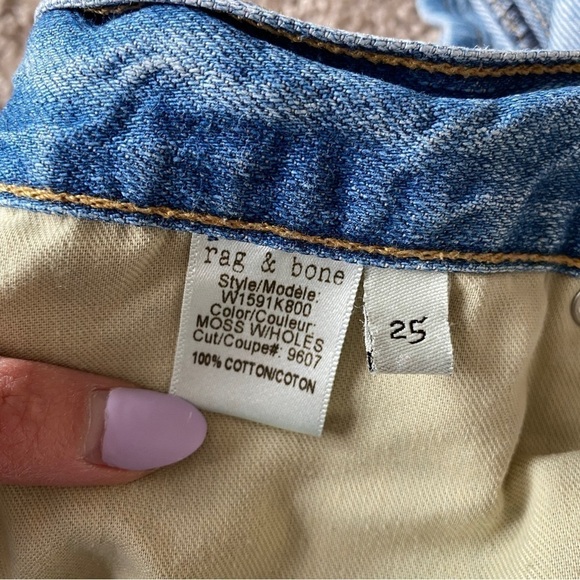 rag & bone
Style/Modèle:
W1591K800
Color/Couleur:
MOSS W/HOLES
Cut/Coupe#: 9607
100% COTTON/COTON
25